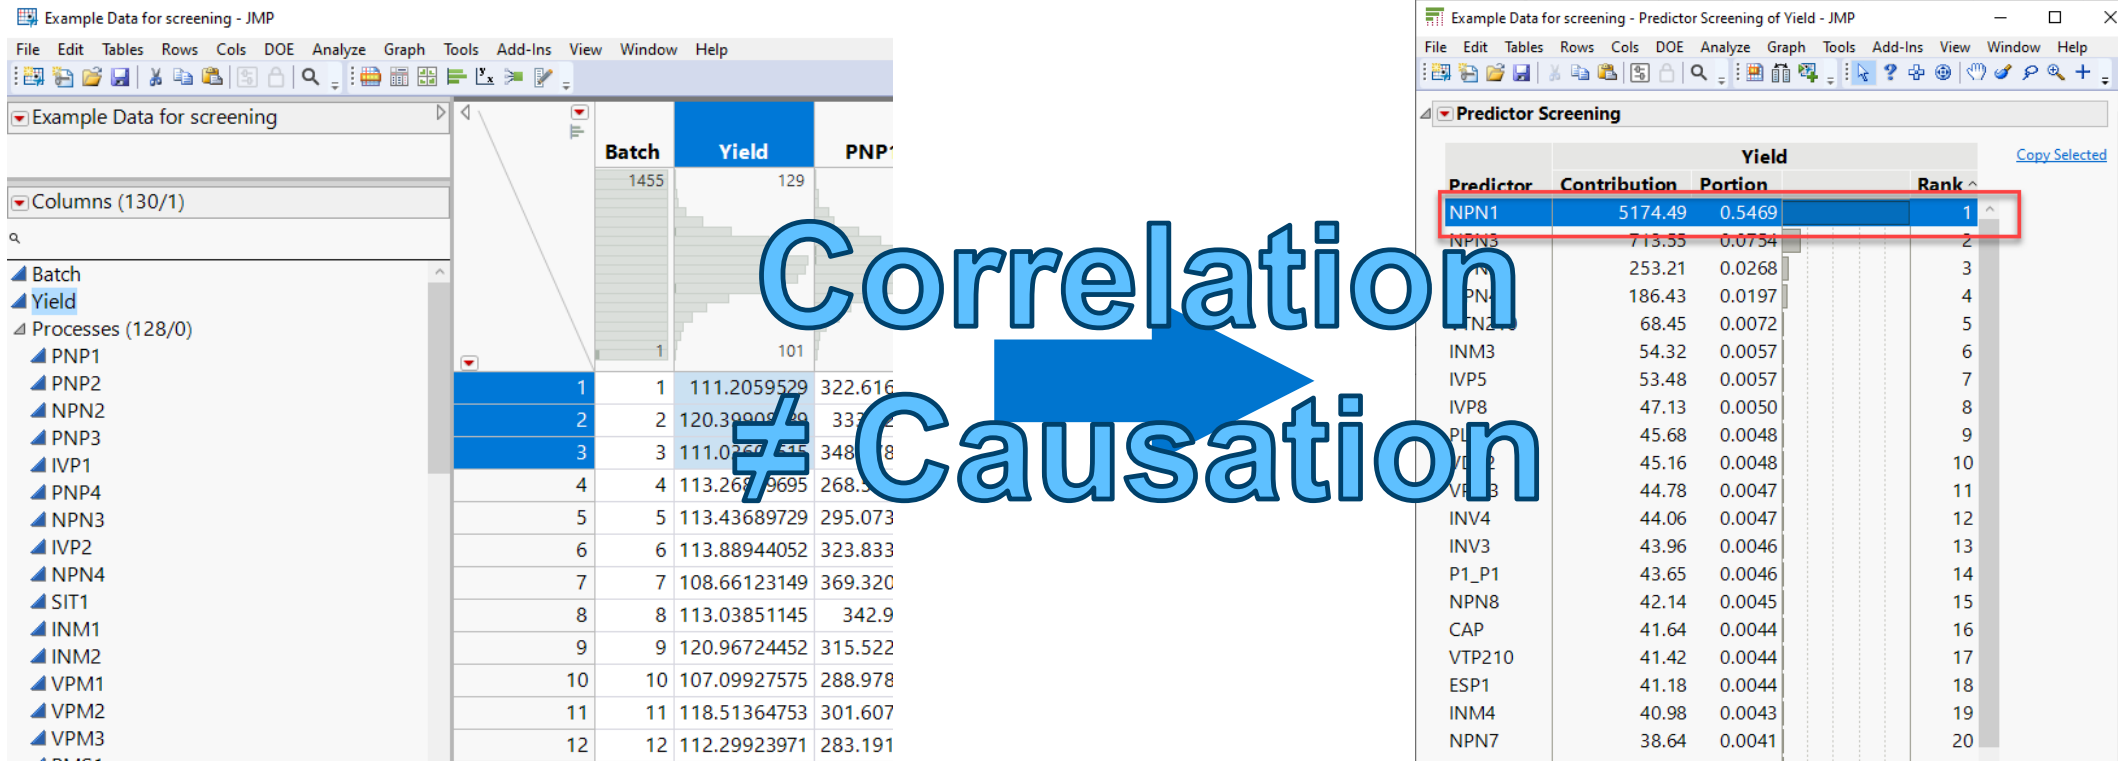 Example Data for screening - JMP
File Edit Tables Rows Cols DOE Analyze Graph Tools Add-Ins View Window Help
Example Data for screening
Columns (130/1)
Batch
Yield
Processes (128/0)
PNP1
PNP2
NPN2
PNP3
IVP1
PNP4
NPN3
IVP2
NPN4
SIT1
INM1
INM2
VPM1
VPM2
VPM3
Batch Yield PNP1
1455 129
1 101
1 1 111.2059529 322.616
2 2
3 3
4 4
5 5 113.43689729 295.073
6 6 113.88944052 323.833
7 7 108.66123149 369.320
8 8 113.03851145 342.9
9 9 120.96724452 315.522
10 10 107.09927575 288.978
11 11 118.51364753 301.607
12 12 112.29923971 283.191
Correlation
≠ Causation
Example Data for screening - Predictor Screening of Yield - JMP
File Edit Tables Rows Cols DOE Analyze Graph Tools Add-Ins View Window Help
Predictor Screening
Yield
Copy Selected
Predictor Contribution Portion Rank
NPN1 5174.49 0.5469 1
NPN3 713.55 0.0754 2
253.21 0.0268 3
186.43 0.0197 4
68.45 0.0072 5
INM3 54.32 0.0057 6
IVP5 53.48 0.0057 7
IVP8 47.13 0.0050 8
45.68 0.0048 9
45.16 0.0048 10
44.78 0.0047 11
INV4 44.06 0.0047 12
INV3 43.96 0.0046 13
P1_P1 43.65 0.0046 14
NPN8 42.14 0.0045 15
CAP 41.64 0.0044 16
VTP210 41.42 0.0044 17
ESP1 41.18 0.0044 18
INM4 40.98 0.0043 19
NPN7 38.64 0.0041 20